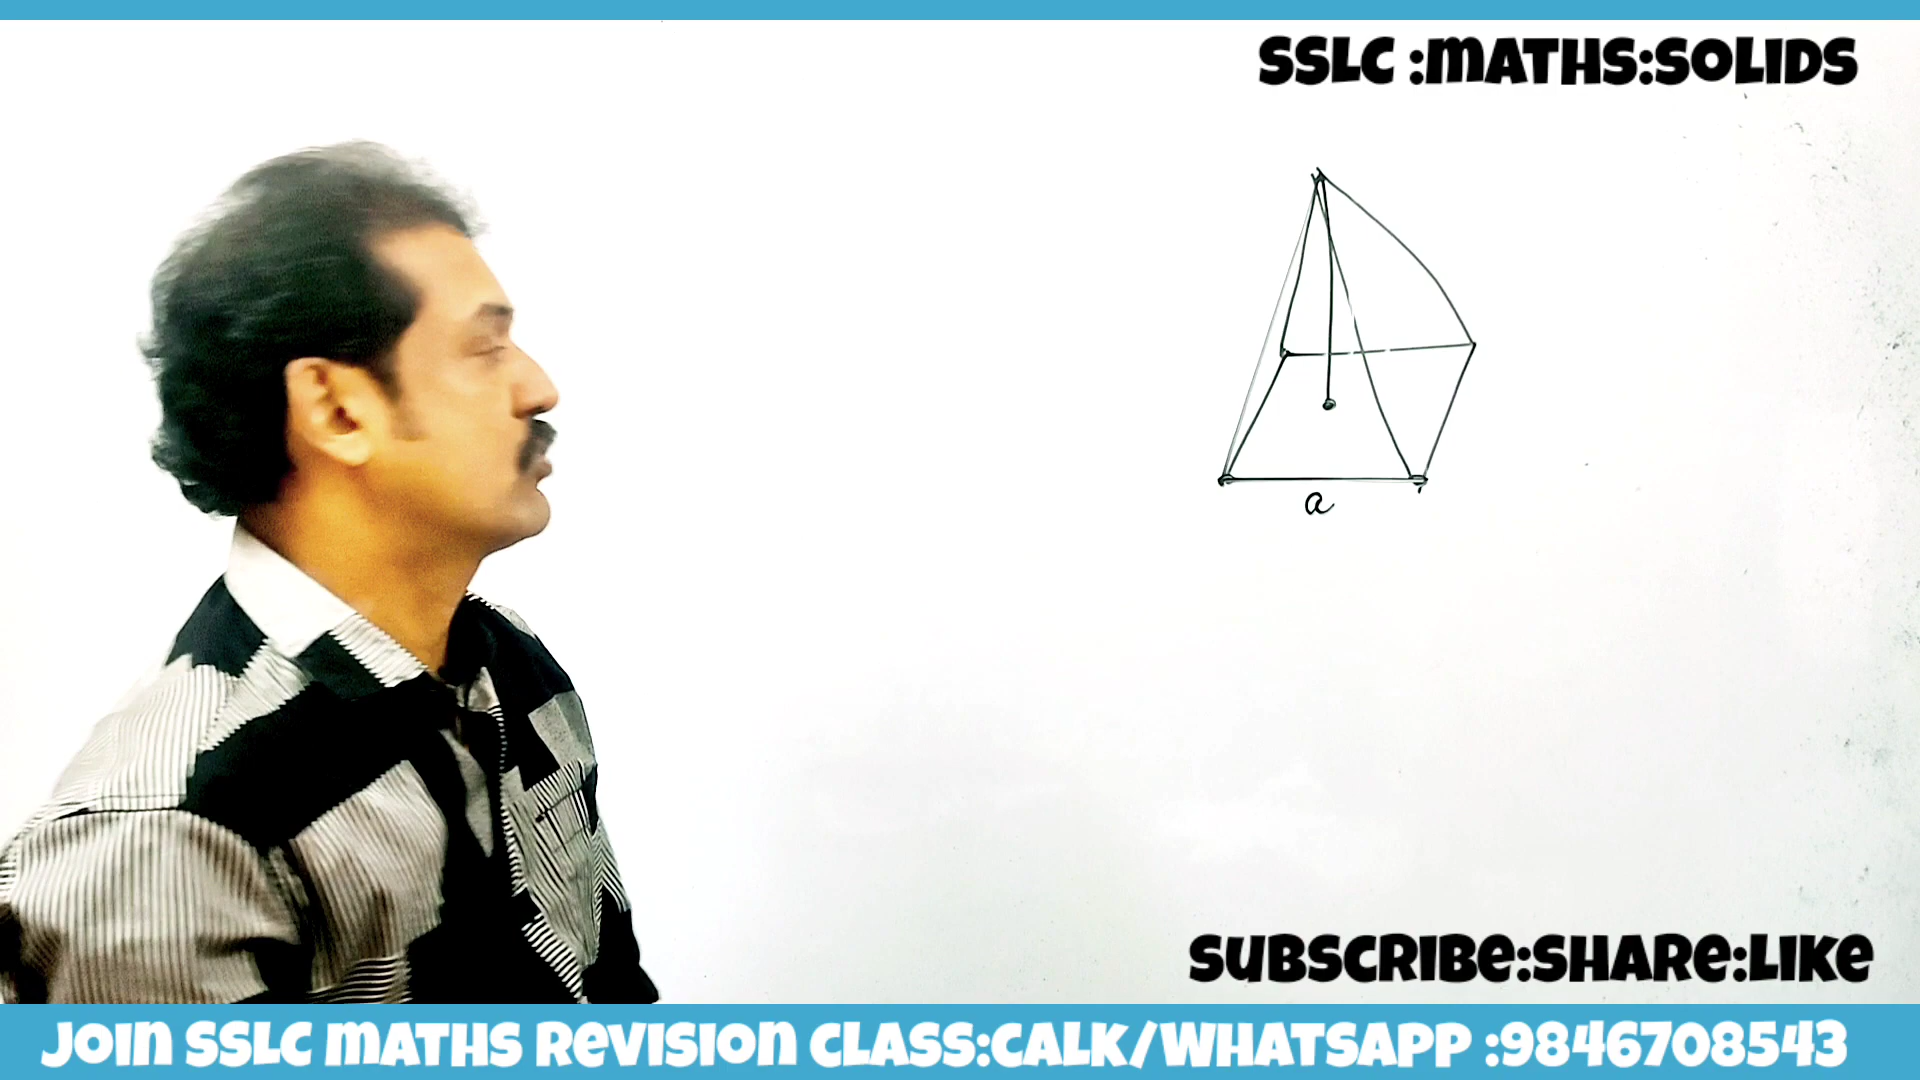 SSLC :MATHS:SOLIDS
a
SUBSCRIBE:SHARE:LIKE
JOIN SSLC MATHS REVISION CLASS:CALK/WHATSAPP :9846708543